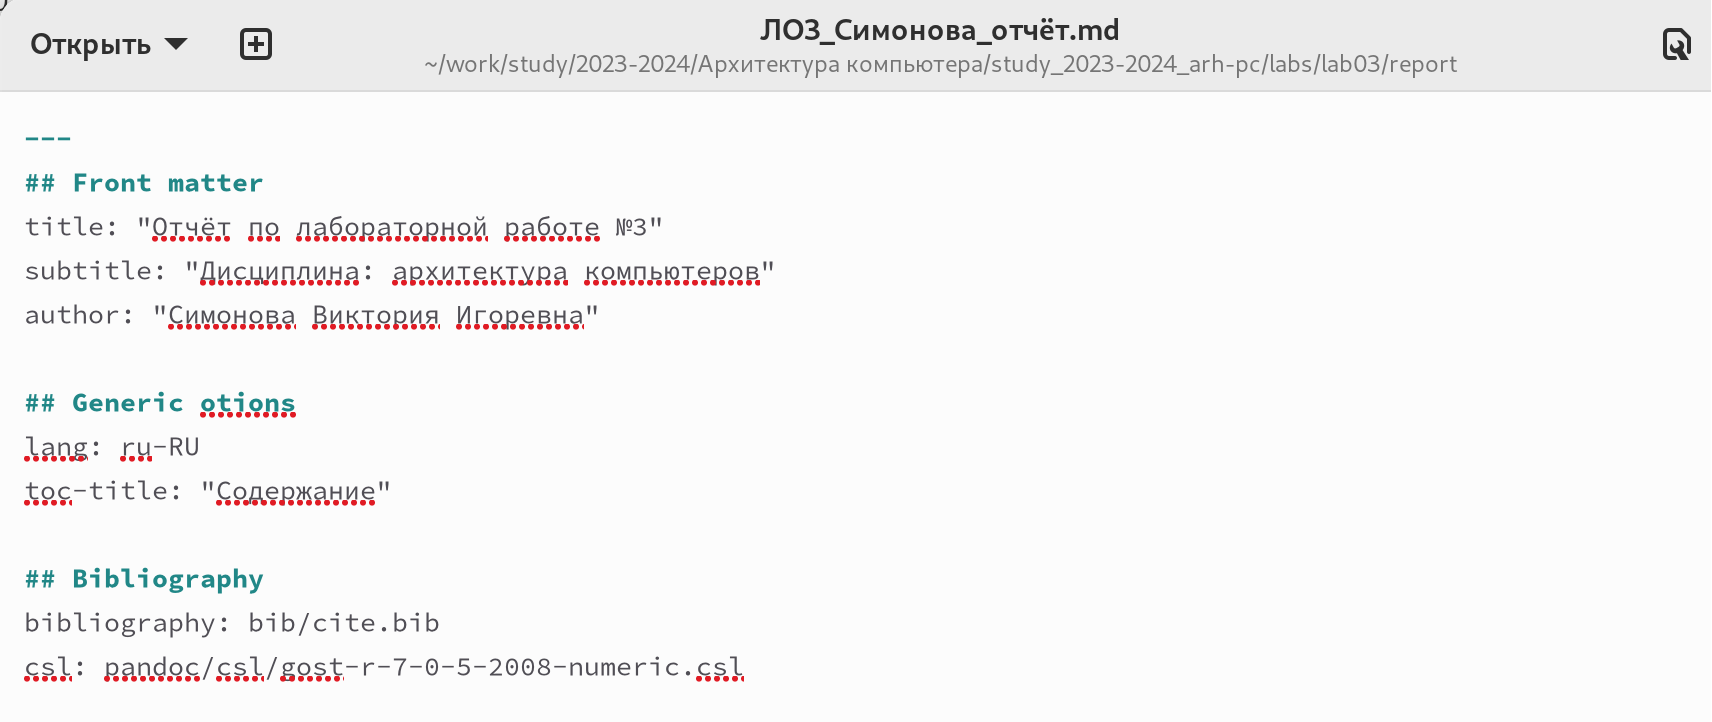 Открыть
ЛО3_Симонова_отчёт.md
~/work/study/2023-2024/Архитектура компьютера/study_2023-2024_arh-pc/labs/lab03/report
---
## Front matter
title: "Отчёт по лабораторной работе №3"
subtitle: "Дисциплина: архитектура компьютеров"
author: "Симонова Виктория Игоревна"
## Generic otions
lang: ru-RU
toc-title: "Содержание"
## Bibliography
bibliography: bib/cite.bib
csl: pandoc/csl/gost-r-7-0-5-2008-numeric.csl